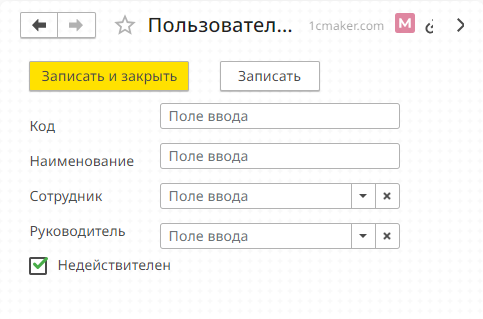 Пользовател... 1cmaker.com M
Записать и закрыть Записать
Код Поле ввода
Наименование Поле ввода
Сотрудник Поле ввода
Руководитель Поле ввода
Недействителен